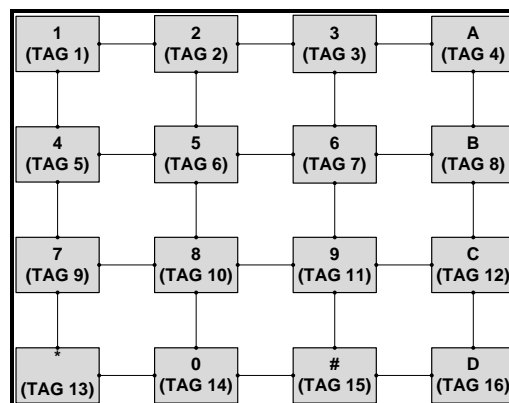 1
(TAG 1)
2
(TAG 2)
3
(TAG 3)
A
(TAG 4)
4
(TAG 5)
5
(TAG 6)
6
(TAG 7)
B
(TAG 8)
7
(TAG 9)
8
(TAG 10)
9
(TAG 11)
C
(TAG 12)
*
(TAG 13)
0
(TAG 14)
#
(TAG 15)
D
(TAG 16)